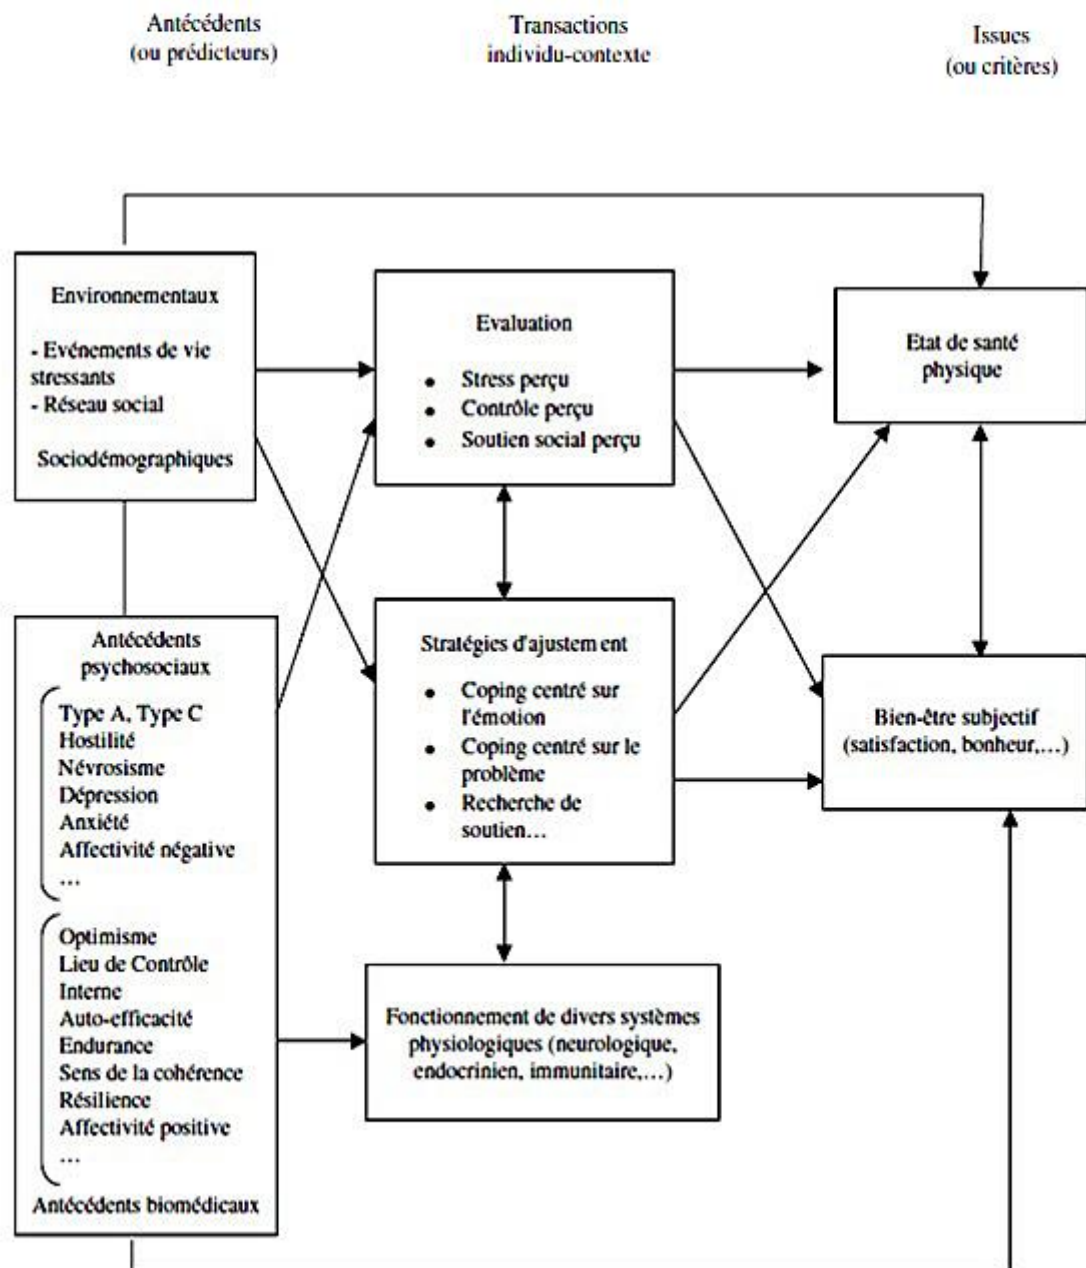 Antécédents
(ou prédicteurs)
Transactions
individu-contexte
Issues
(ou critères)
Environnementaux
- Evénements de vie
stressants
- Réseau social
Sociodémographiques
Evaluation
● Stress perçu
● Contrôle perçu
● Soutien social perçu
Etat de santé
physique
Antécédents
psychosociaux
Type A, Type C
Hostilité
Névrosisme
Dépression
Anxiété
Affectivité négative
…
Optimisme
Lieu de Contrôle
Interne
Auto-efficacité
Endurance
Sens de la cohérence
Résilience
Affectivité positive
…
Antécédents biomédicaux
Stratégies d'ajustement
● Coping centré sur
l'émotion
● Coping centré sur le
problème
● Recherche de
soutien…
Bien-être subjectif
(satisfaction, bonheur,…)
Fonctionnement de divers systèmes
physiologiques (neurologique,
endocrinien, immunitaire,…)